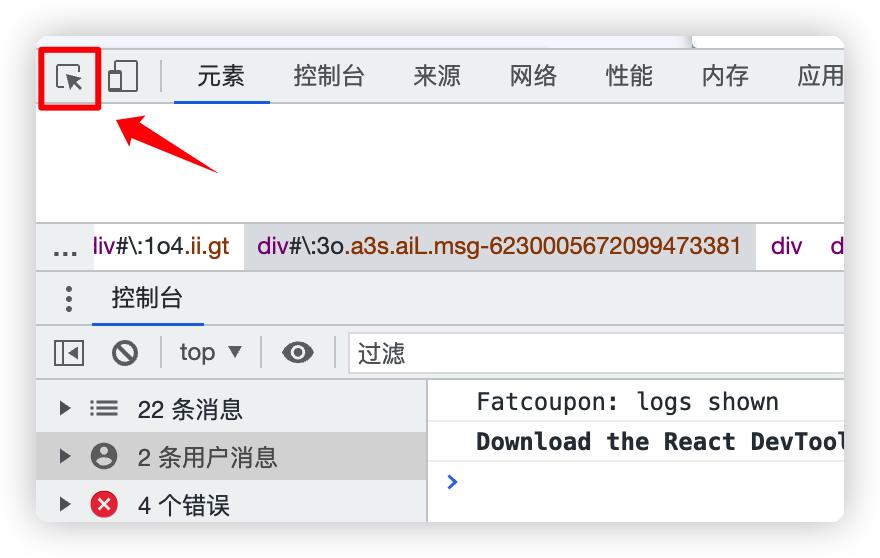 元素 控制台 来源 网络 性能 内存 应用
... div#\:1o4.ii.gt div#\:3o.a3s.aiL.msg-6230005672099473381 div d
控制台
top 过滤
22 条消息
Fatcoupon: logs shown
2 条用户消息
Download the React DevTool
4 个错误